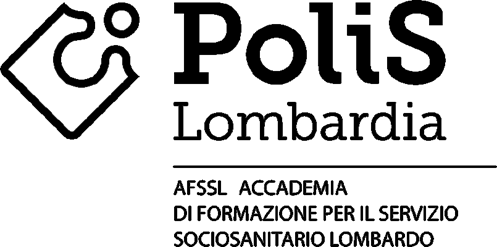 PoliS
Lombardia
AFSSL ACCADEMIA
DI FORMAZIONE PER IL SERVIZIO
SOCIOSANITARIO LOMBARDO